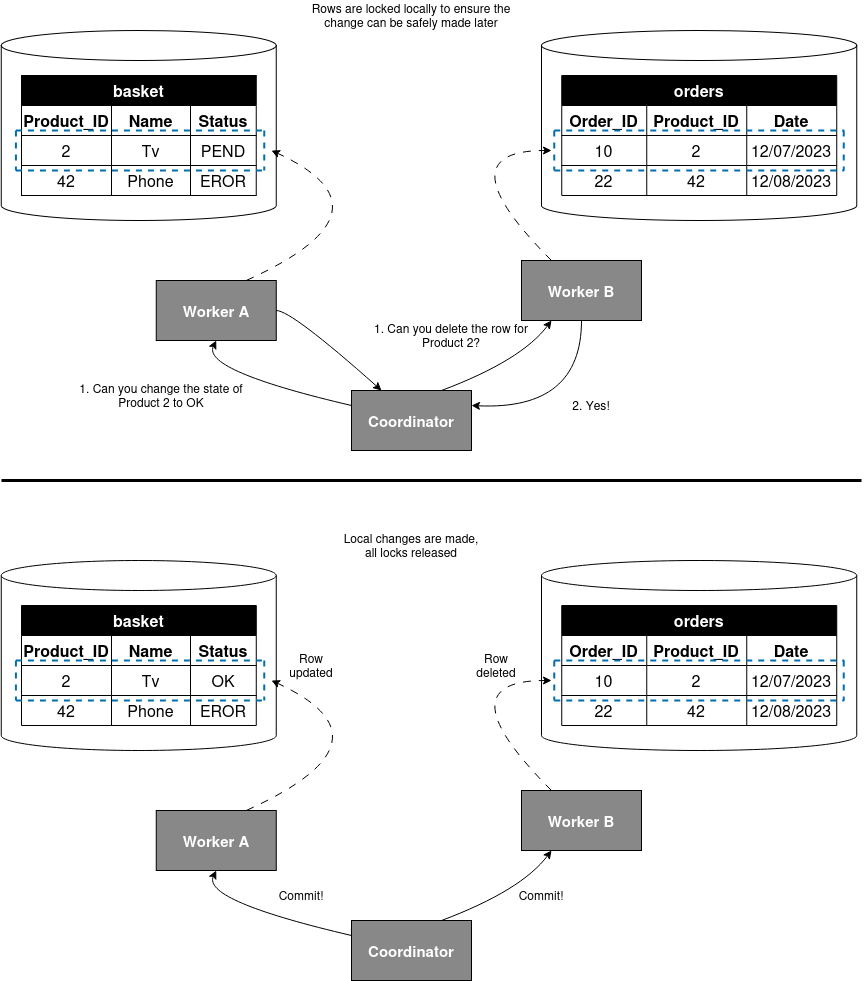 Rows are locked locally to ensure the
change can be safely made later
basket
Product_ID Name Status
2 Tv PEND
42 Phone EROR
orders
Order_ID Product_ID Date
10 2 12/07/2023
22 42 12/08/2023
Worker A
Worker B
1. Can you delete the row for
Product 2?
1. Can you change the state of
Product 2 to OK
2. Yes!
Coordinator
Local changes are made,
all locks released
basket
Product_ID Name Status
2 Tv OK
42 Phone EROR
Row
updated
Row
deleted
orders
Order_ID Product_ID Date
10 2 12/07/2023
22 42 12/08/2023
Worker A
Worker B
Commit!
Commit!
Coordinator